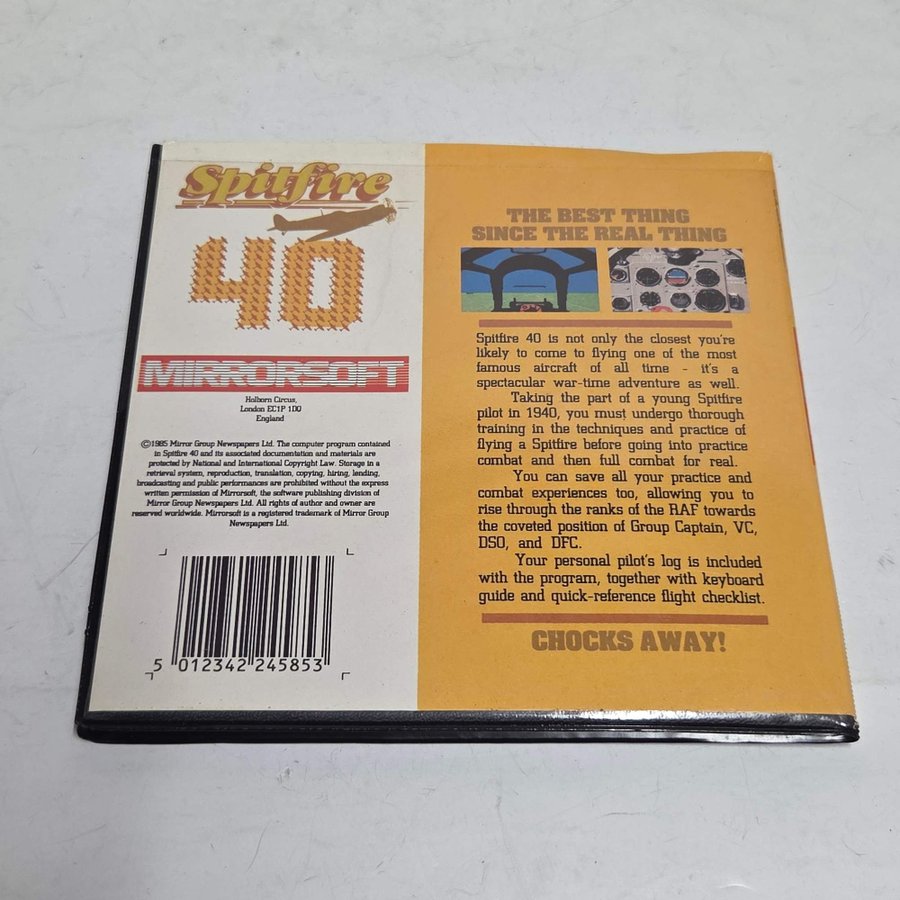 Spitfire
40
MIRRORSOFT
Holborn Circus,
London EC1P 1DQ
England
©1985 Mirror Group Newspapers Ltd. The computer program contained
in Spitfire 40 and its associated documentation and materials are
protected by National and International Copyright Law. Storage in a
retrieval system, reproduction, translation, copying, hiring, lending,
broadcasting and public performances are prohibited without the express
written permission of Mirrorsoft, the software publishing division of
Mirror Group Newspapers Ltd. All rights of author and owner are
reserved worldwide. Mirrorsoft is a registered trademark of Mirror Group
Newspapers Ltd.
5 012342 245853
THE BEST THING
SINCE THE REAL THING
Spitfire 40 is not only the closest you're
likely to come to flying one of the most
famous aircraft of all time - it's a
spectacular war-time adventure as well.
Taking the part of a young Spitfire
pilot in 1940, you must undergo thorough
training in the techniques and practice of
flying a Spitfire before going into practice
combat and then full combat for real.
You can save all your practice and
combat experiences too, allowing you to
rise through the ranks of the RAF towards
the coveted position of Group Captain, VC,
DSO, and DFC.
Your personal pilot's log is included
with the program, together with keyboard
guide and quick-reference flight checklist.
CHOCKS AWAY!